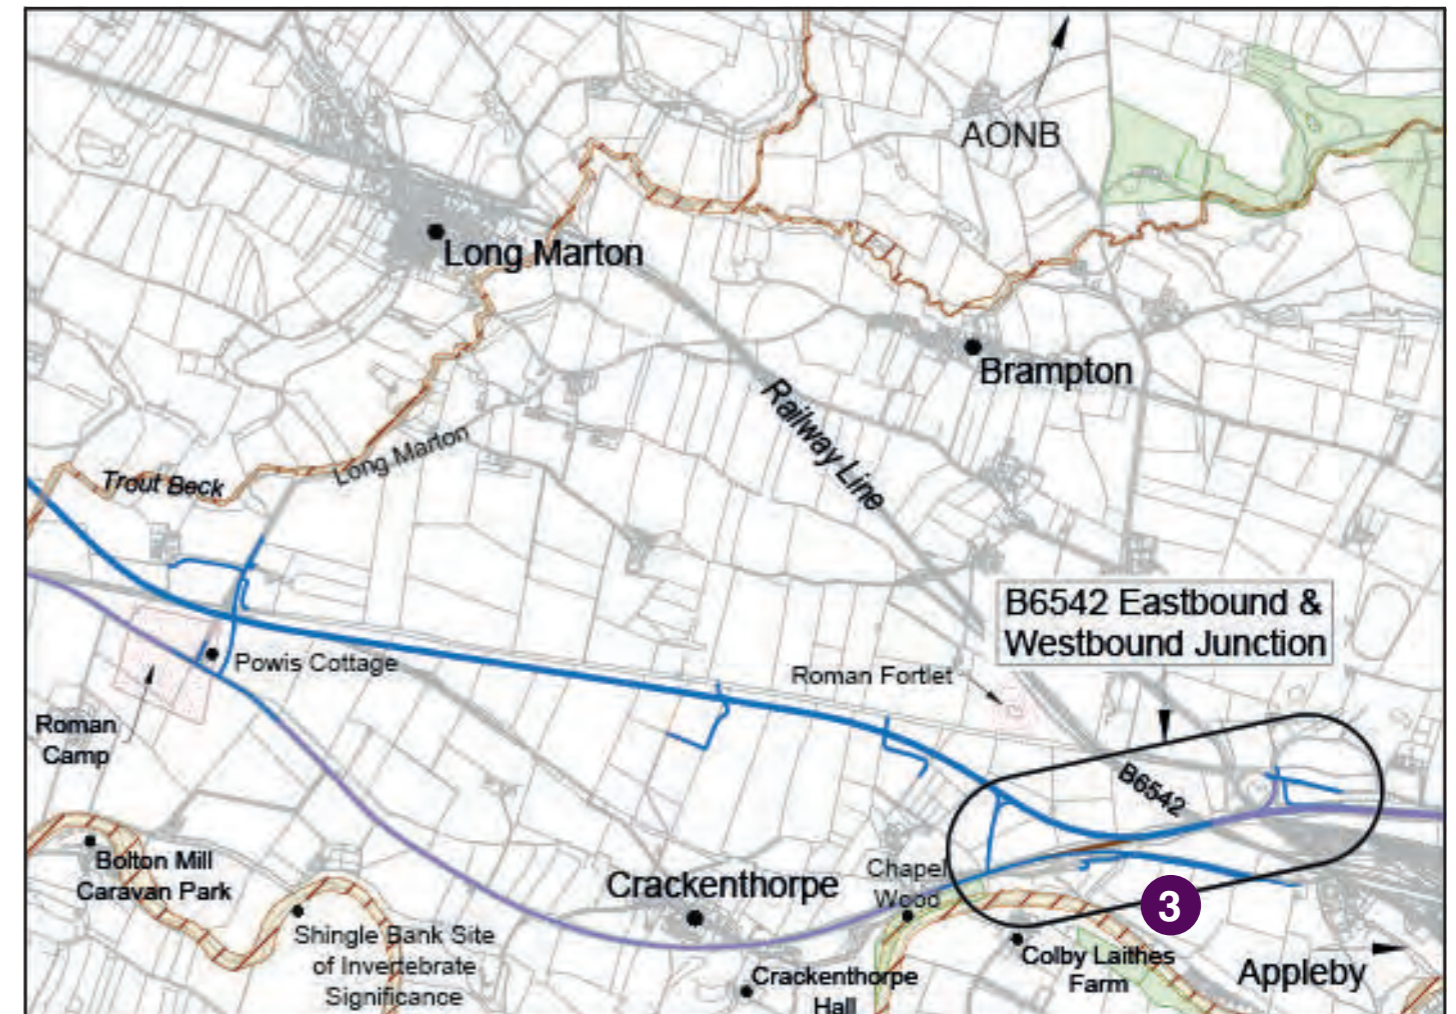 AONB
Long Marton
Brampton
Railway Line
Long Marton
Trout Beck
B6542 Eastbound &
Westbound Junction
Powis Cottage
Roman Fortlet
Roman
Camp
B6542
Bolton Mill
Caravan Park
Crackenthorpe
Chapel
Wood
3
Shingle Bank Site
of Invertebrate
Significance
Colby Laithes
Farm
Appleby
Crackenthorpe
Hall